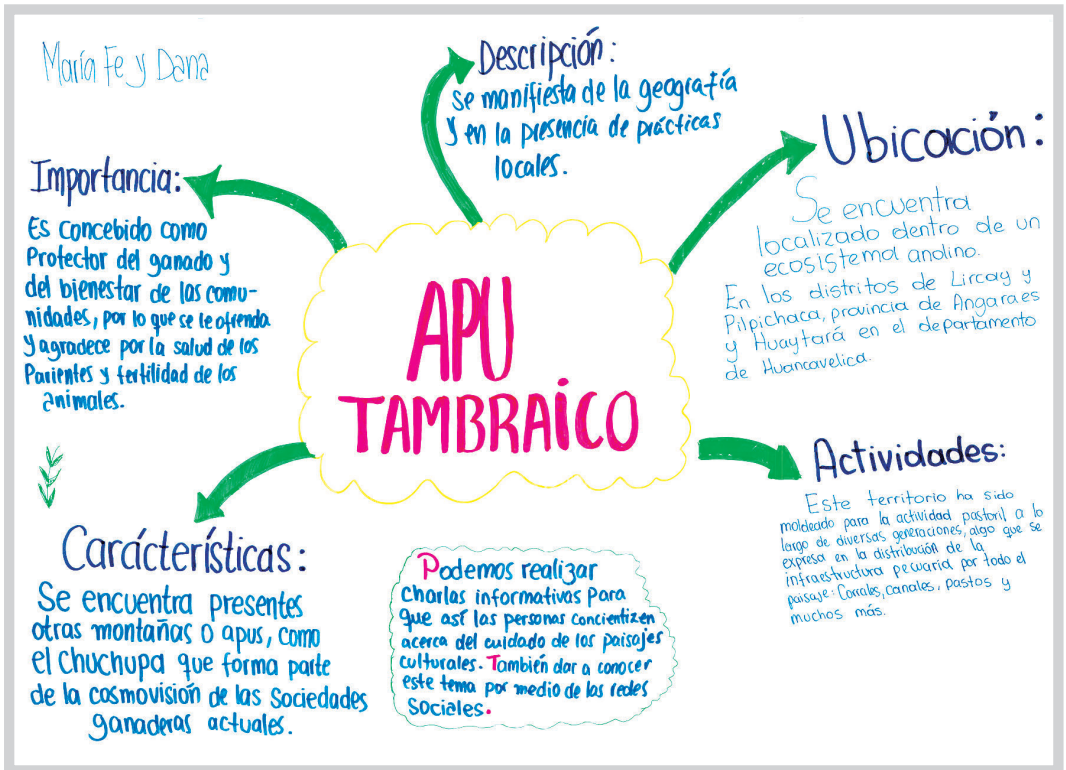 María Fe y Dana
Descripción:
Se manifiesta de la geografía
y en la presencia de prácticas
locales.
Ubicación:
Se encuentra
localizado dentro de un
ecosistema andino.
En los distritos de Lircay y
Pilpichaca, provincia de Angaraes
y Huaytará en el departamento
de Huancavelica.
Importancia:
Es concebido como
Protector del ganado y
del bienestar de las comu-
nidades, por lo que se le ofrenda
y agradece por la salud de los
Parientes y fertilidad de los
animales.
APU
TAMBRAICO
Actividades:
Este territorio ha sido
moldeado para la actividad pastoril a lo
largo de diversas generaciones, algo que se
expresa en la distribución de la
infraestructura pecuaria por todo el
paisaje: Corrales, canales, pastos y
muchos más.
Carácterísticas:
Se encuentra presentes
otras montañas o apus, como
el Chuchupa que forma parte
de la cosmovisión de las Sociedades
ganaderas actuales.
Podemos realizar
charlas informativas Para
que así las personas concientizen
acerca del cuidado de los paisajes
culturales. También dar a conocer
este tema por medio de las redes
Sociales.